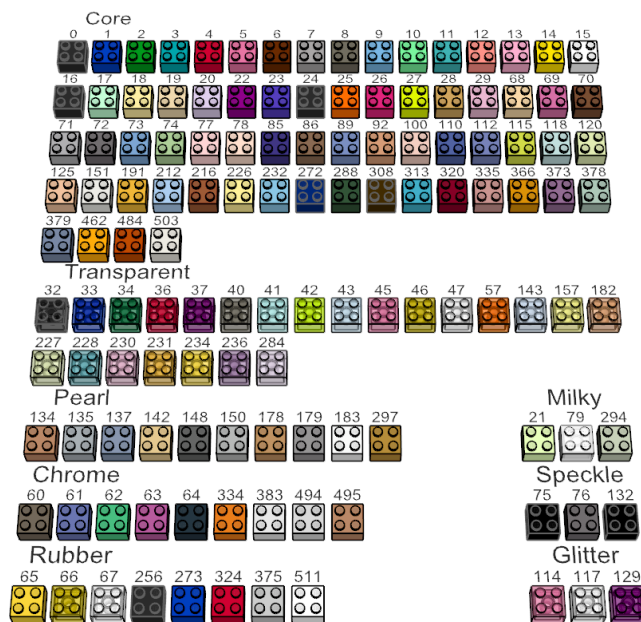 Core
0 1 2 3 4 5 6 7 8 9 10 11 12 13 14 15
16 17 18 19 20 22 23 24 25 26 27 28 29 68 69 70
71 72 73 74 77 78 85 86 89 92 100 110 112 115 118 120
125 151 191 212 216 226 232 272 288 308 313 320 335 366 373 378
379 462 484 503
Transparent
32 33 34 36 37 40 41 42 43 45 46 47 57 143 157 182
227 228 230 231 234 236 284
Pearl Milky
134 135 137 142 148 150 178 179 183 297 21 79 294
Chrome Speckle
60 61 62 63 64 334 383 494 495 75 76 132
Rubber Glitter
65 66 67 256 273 324 375 511 114 117 129